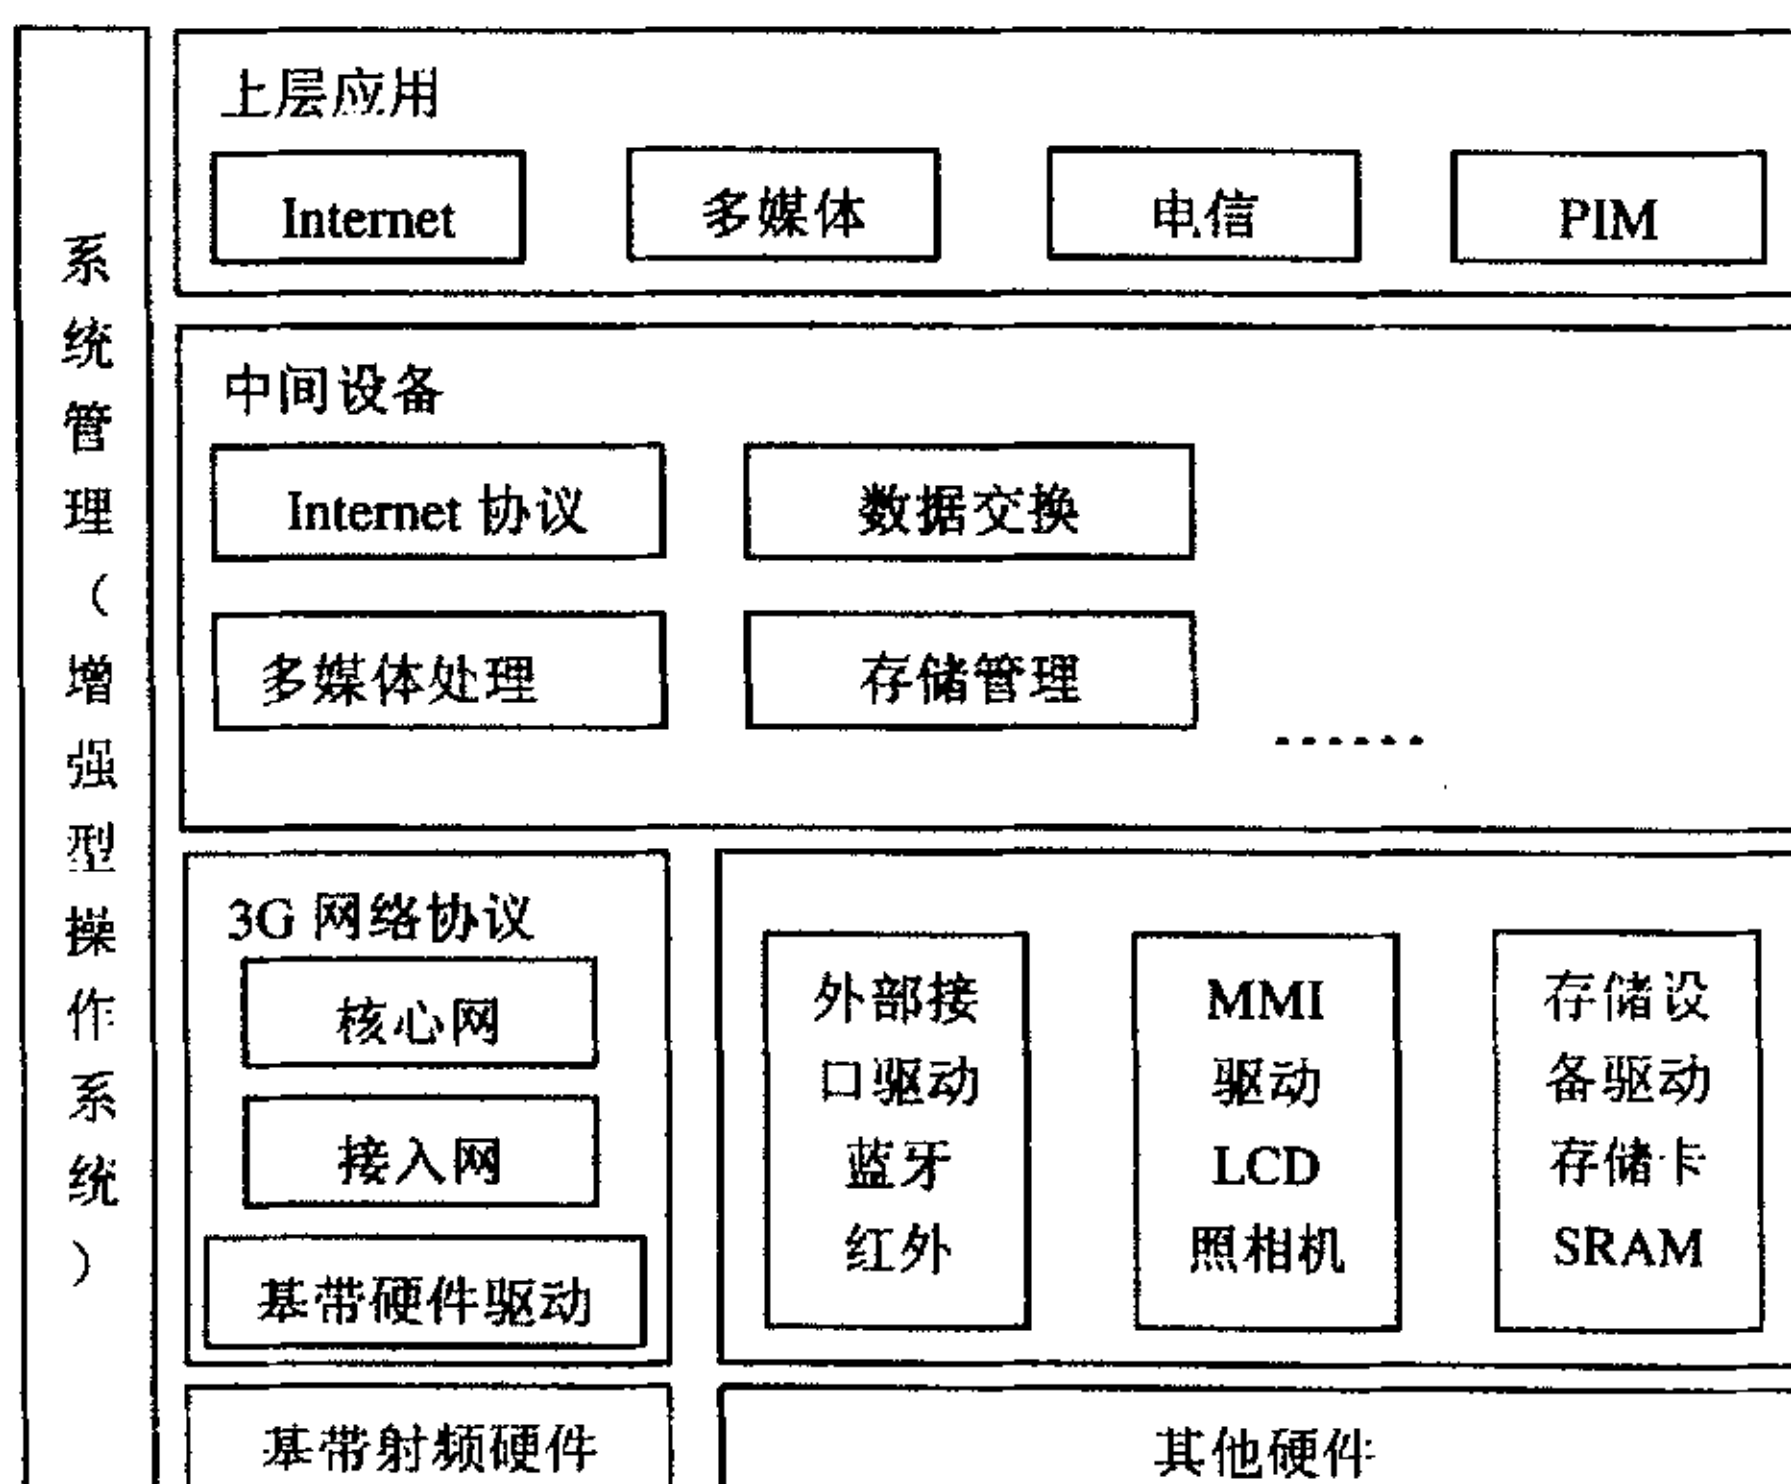 系
统
管
理
（
增
强
型
操
作
系
统
）
上层应用
Internet
多媒体
电信
PIM
中间设备
Internet 协议
数据交换
多媒体处理
存储管理
......
3G 网络协议
核心网
接入网
基带硬件驱动
外部接
口驱动
蓝牙
红外
MMI
驱动
LCD
照相机
存储设
备驱动
存储卡
SRAM
基带射频硬件
其他硬件